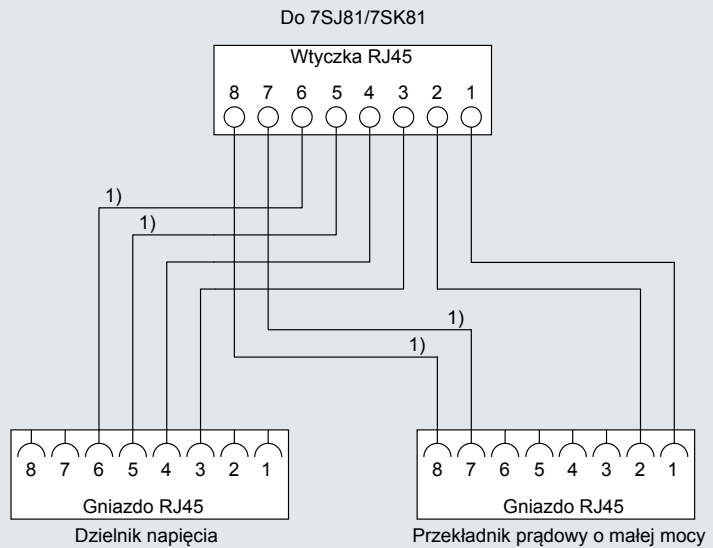 Do 7SJ81/7SK81
Wtyczka RJ45
8 7 6 5 4 3 2 1
1)
1)
1)
1)
8 7 6 5 4 3 2 1
Gniazdo RJ45
Dzielnik napięcia
8 7 6 5 4 3 2 1
Gniazdo RJ45
Przekładnik prądowy o małej mocy